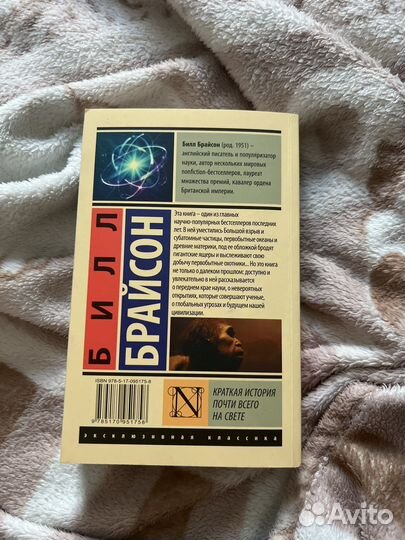 Билл Брайсон (род. 1951) –
английский писатель и популяризатор
науки, автор нескольких мировых
nonfiction-бестселлеров, лауреат
множества премий, кавалер ордена
Британской империи.
Эта книга – один из главных
научно-популярных бестселлеров последних
лет. В ней уместились Большой взрыв и
субатомные частицы, первобытные океаны и
древние материки, под ее обложкой бродят
гигантские ящеры и выслеживают свою
добычу первобытные охотники... Но эта книга
не только о далеком прошлом: доступно и
увлекательно в ней рассказывается
о переднем крае науки, о невероятных
открытиях, которые совершают ученые,
о глобальных угрозах и будущем нашей
цивилизации.
БИЛЛ
БРАЙСОН
ISBN 978-5-17-095175-8
9 785170 951758
N
КРАТКАЯ ИСТОРИЯ
ПОЧТИ ВСЕГО
НА СВЕТЕ
эксклюзивная классика
Avito